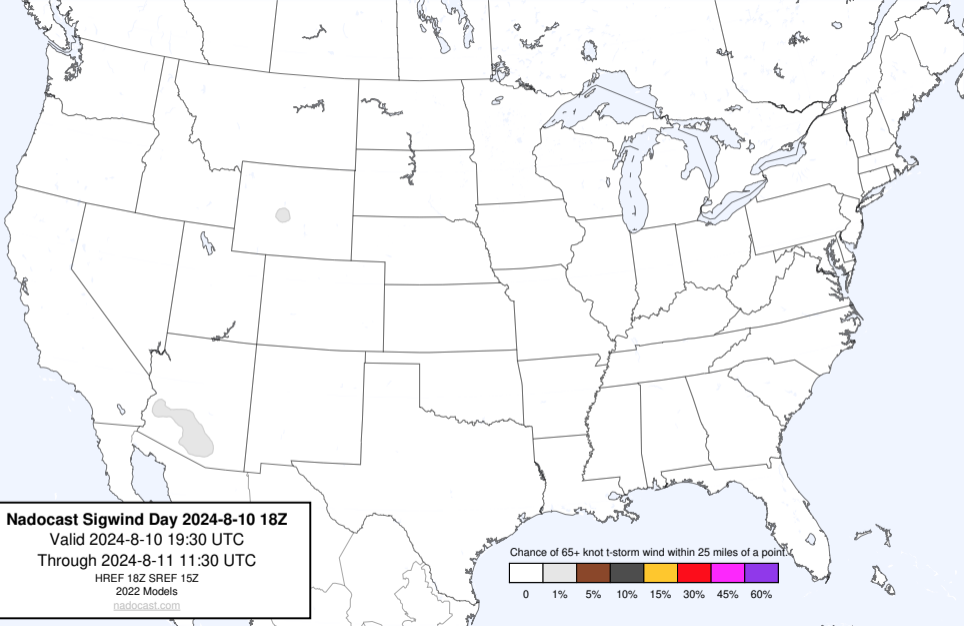 Nadocast Sigwind Day 2024-8-10 18Z
Valid 2024-8-10 19:30 UTC
Through 2024-8-11 11:30 UTC
HREF 18Z SREF 15Z
2022 Models
nadocast.com
Chance of 65+ knot t-storm wind within 25 miles of a point.
0 1% 5% 10% 15% 30% 45% 60%